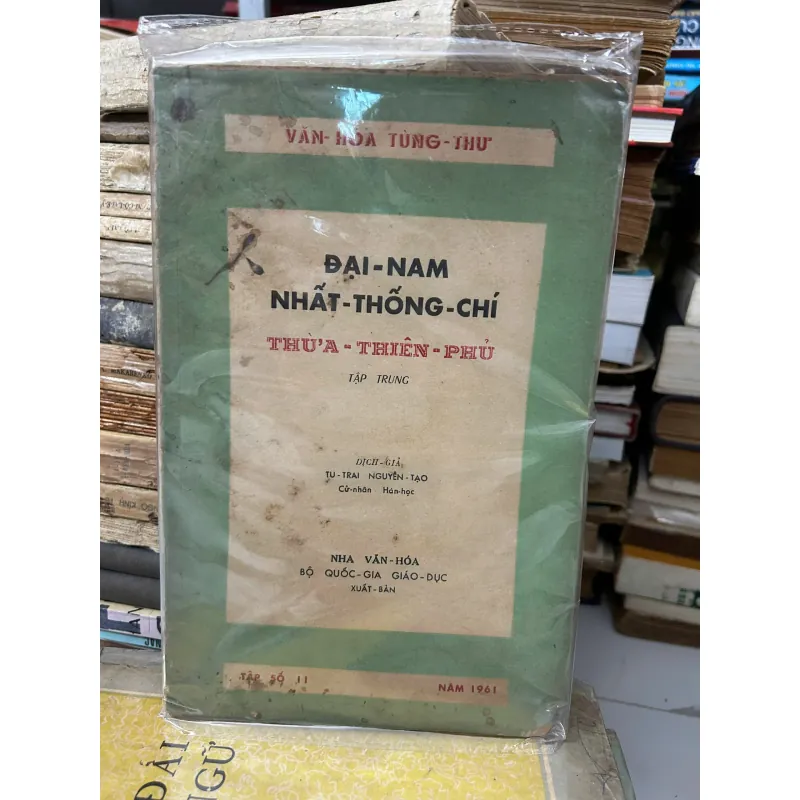 VĂN-HÓA TÙNG-THƯ
ĐẠI-NAM
NHẤT-THỐNG-CHÍ
THỪA-THIÊN-PHỦ
TẬP TRUNG
DỊCH-GIẢ
TU-TRAI NGUYỄN-TẠO
Cử-nhân Hán-học
NHA VĂN-HÓA
BỘ QUỐC-GIA GIÁO-DỤC
XUẤT-BẢN
TẬP SỐ 11
NĂM 1961
ĐÀI
NGỮ